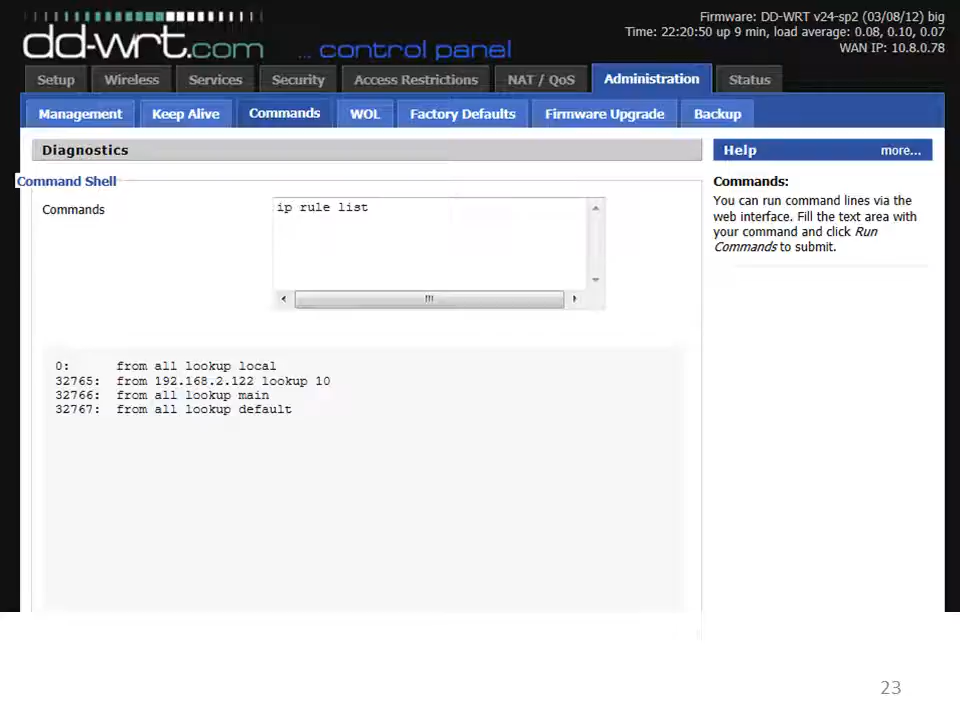 Firmware: DD-WRT v24-sp2 (03/08/12) big
Time: 22:20:50 up 9 min, load average: 0.08, 0.10, 0.07
WAN IP: 10.8.0.78
dd-wrt.com ... control panel
Setup Wireless Services Security Access Restrictions NAT / QoS Administration Status
Management Keep Alive Commands WOL Factory Defaults Firmware Upgrade Backup
Diagnostics
Command Shell
Commands
ip rule list
0: from all lookup local
32765: from 192.168.2.122 lookup 10
32766: from all lookup main
32767: from all lookup default
Help more...
Commands:
You can run command lines via the
web interface. Fill the text area with
your command and click Run
Commands to submit.
23